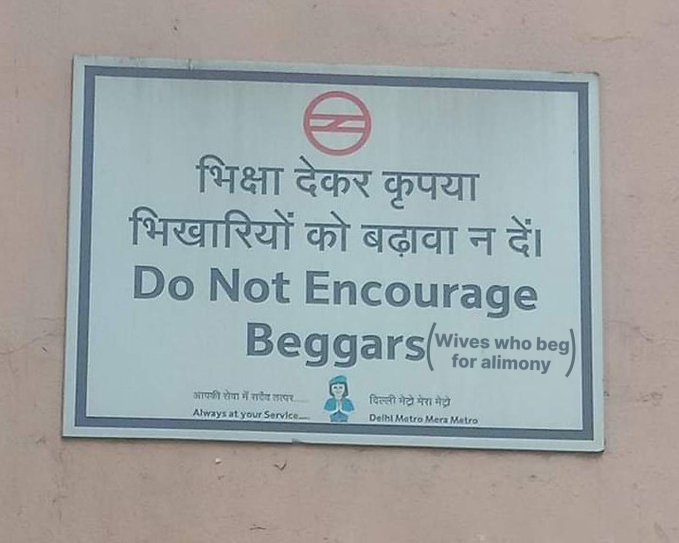 भिक्षा देकर कृपया
भिखारियों को बढ़ावा न दें।
Do Not Encourage
Beggars (Wives who beg
for alimony)
आपकी सेवा में सदैव तत्पर......
Always at your Service.....
दिल्ली मेट्रो मेरा मेट्रो
Delhi Metro Mera Metro